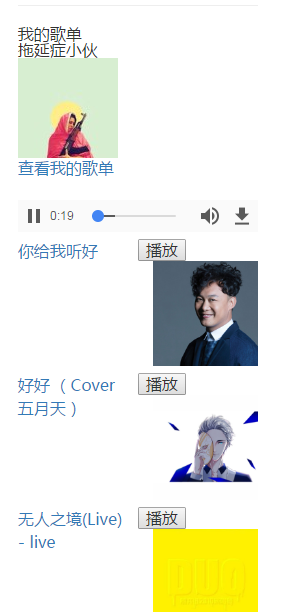 我的歌单
拖延症小伙
查看我的歌单
0:19
你给我听好
播放
好好 （Cover
五月天）
播放
无人之境(Live)
- live
播放
DUO